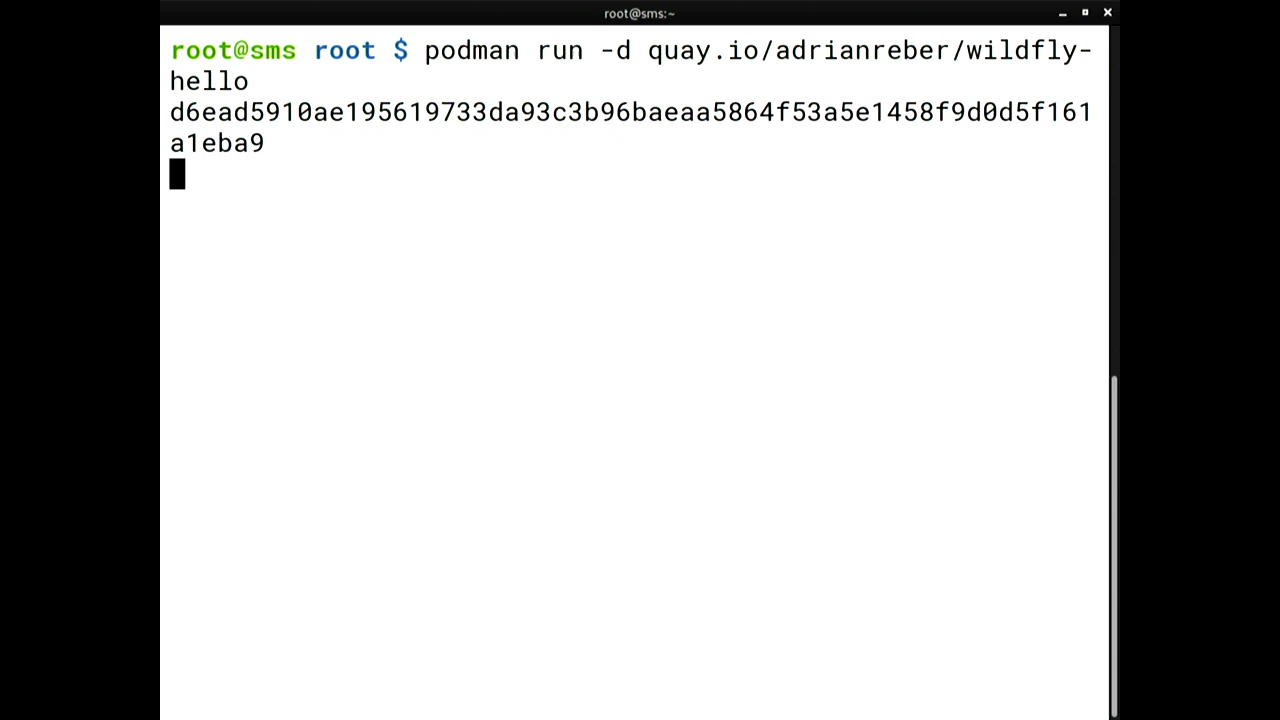 root@sms:~
root@sms root $ podman run -d quay.io/adrianreber/wildfly-
hello
d6ead5910ae195619733da93c3b96baeaa5864f53a5e1458f9d0d5f161
a1eba9